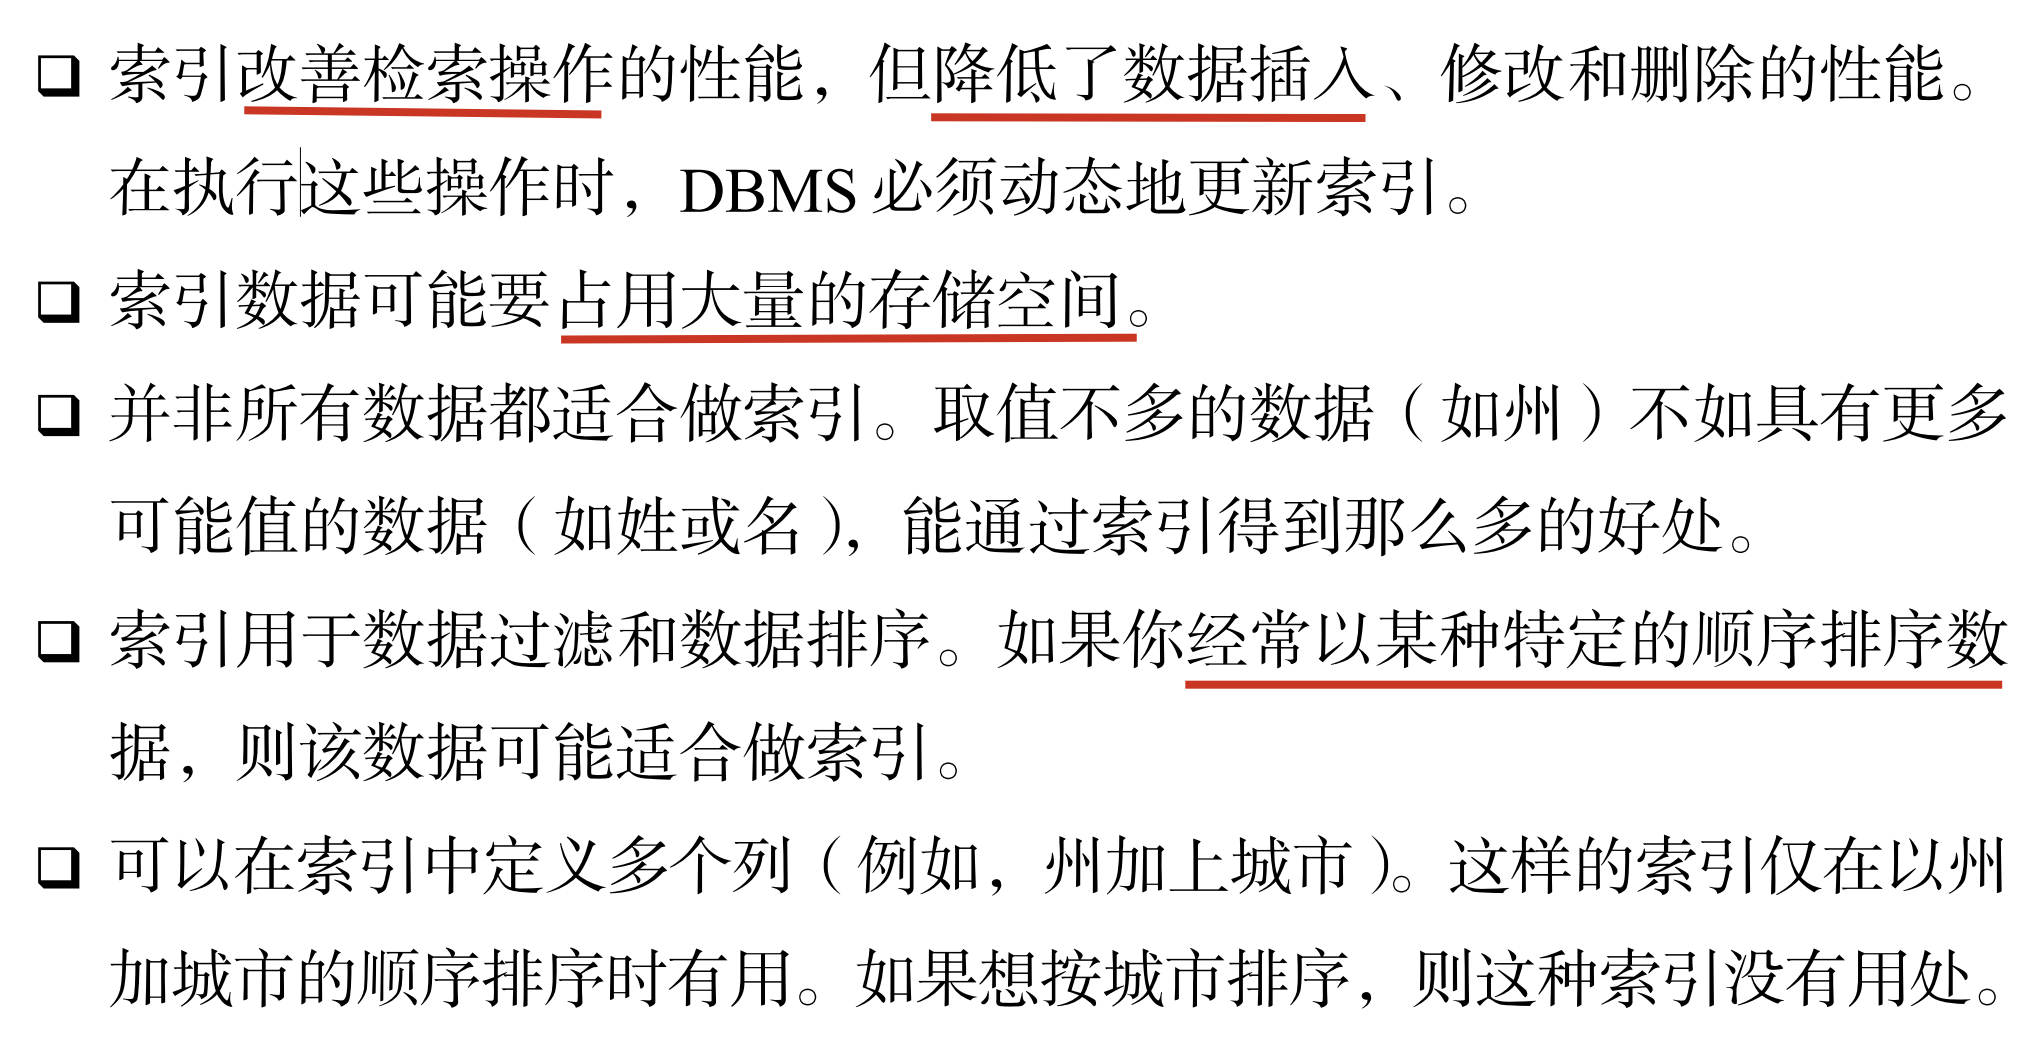 ❑ 索引改善检索操作的性能，但降低了数据插入、修改和删除的性能。
在执行这些操作时，DBMS 必须动态地更新索引。
❑ 索引数据可能要占用大量的存储空间。
❑ 并非所有数据都适合做索引。取值不多的数据（如州）不如具有更多
可能值的数据（如姓或名），能通过索引得到那么多的好处。
❑ 索引用于数据过滤和数据排序。如果你经常以某种特定的顺序排序数
据，则该数据可能适合做索引。
❑ 可以在索引中定义多个列（例如，州加上城市）。这样的索引仅在以州
加城市的顺序排序时有用。如果想按城市排序，则这种索引没有用处。